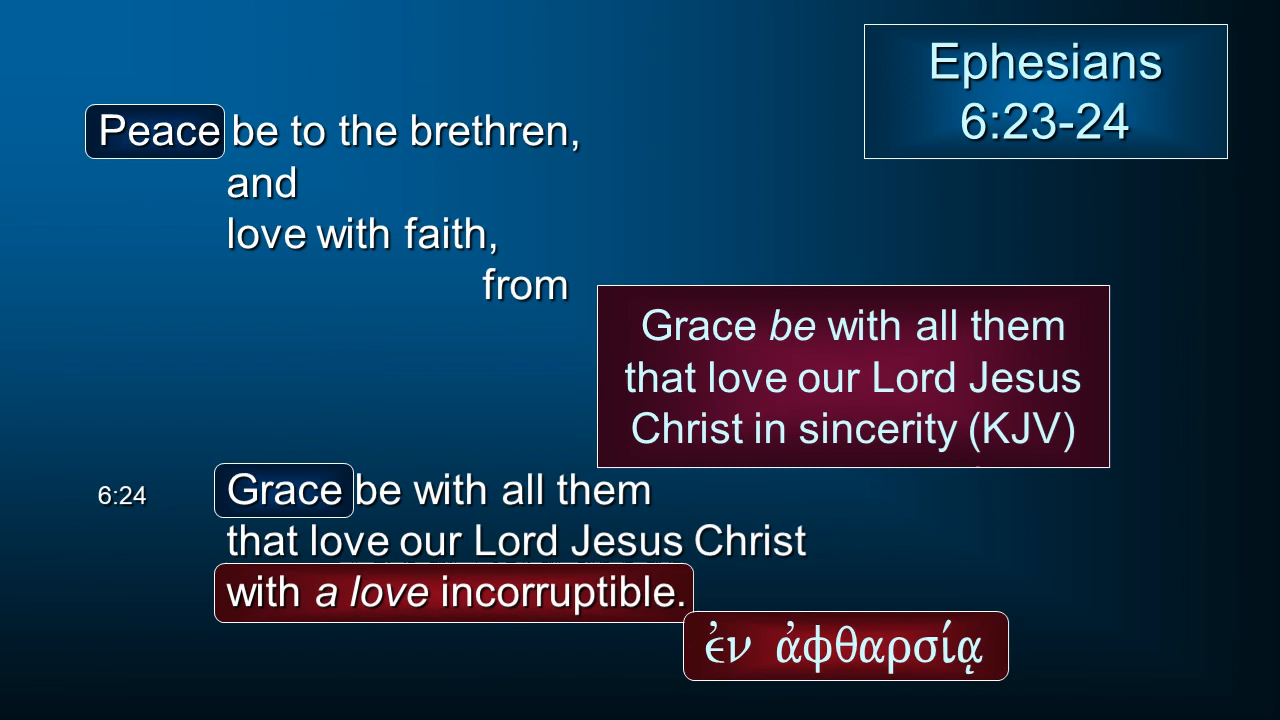 Ephesians
6:23-24
Peace be to the brethren,
and
love with faith,
from
Grace be with all them
that love our Lord Jesus
Christ in sincerity (KJV)
6:24 Grace be with all them
that love our Lord Jesus Christ
with a love incorruptible.
ἐν ἀφθαρσίᾳ